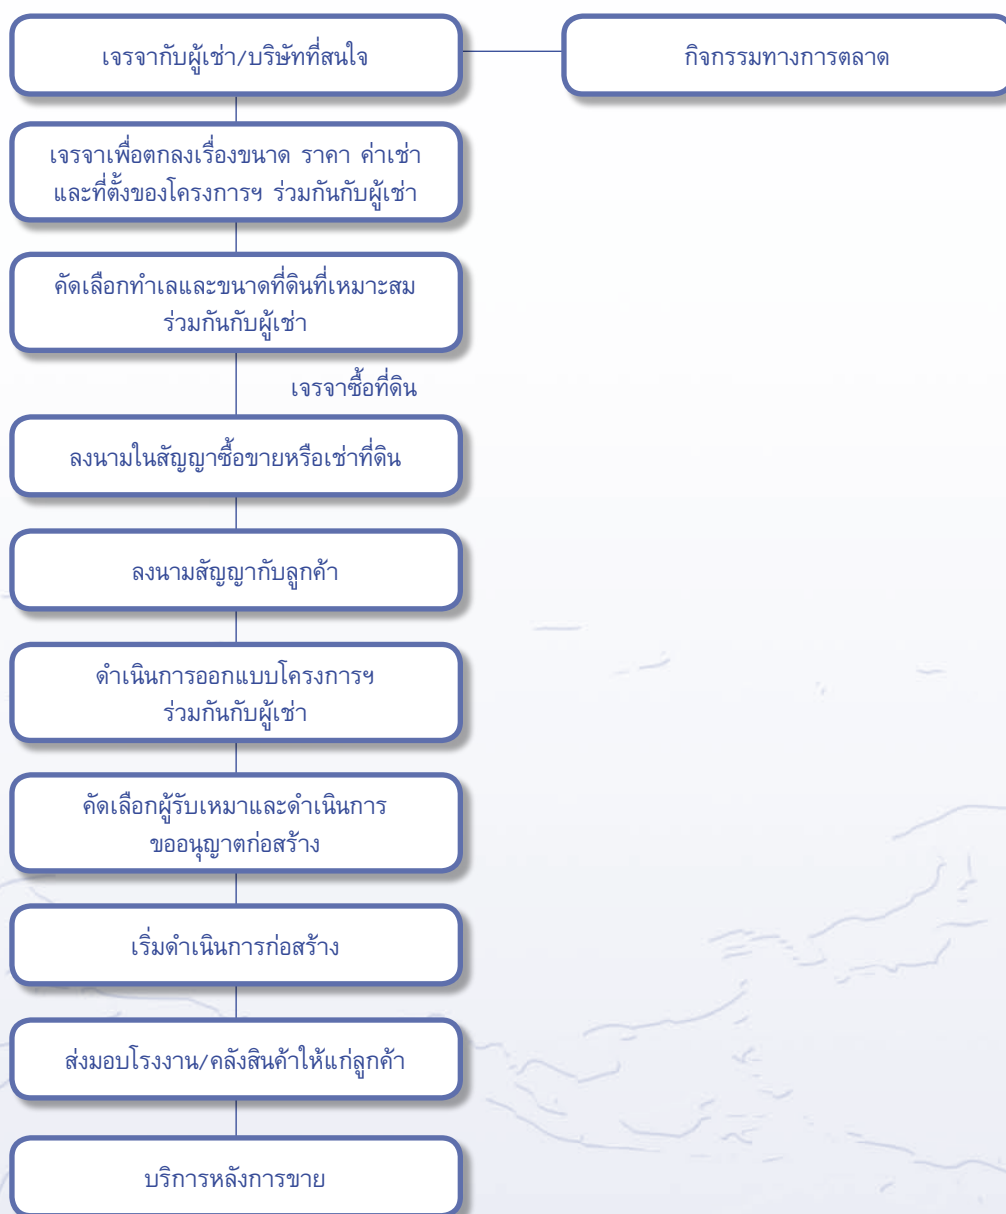 เจรจากับผู้เช่า/บริษัทที่สนใจ
กิจกรรมทางการตลาด
เจรจาเพื่อตกลงเรื่องขนาด ราคา ค่าเช่า
และที่ตั้งของโครงการฯ ร่วมกันกับผู้เช่า
คัดเลือกทำเลและขนาดที่ดินที่เหมาะสม
ร่วมกันกับผู้เช่า
เจรจาซื้อที่ดิน
ลงนามในสัญญาซื้อขายหรือเช่าที่ดิน
ลงนามสัญญากับลูกค้า
ดำเนินการออกแบบโครงการฯ
ร่วมกันกับผู้เช่า
คัดเลือกผู้รับเหมาและดำเนินการ
ขออนุญาตก่อสร้าง
เริ่มดำเนินการก่อสร้าง
ส่งมอบโรงงาน/คลังสินค้าให้แก่ลูกค้า
บริการหลังการขาย